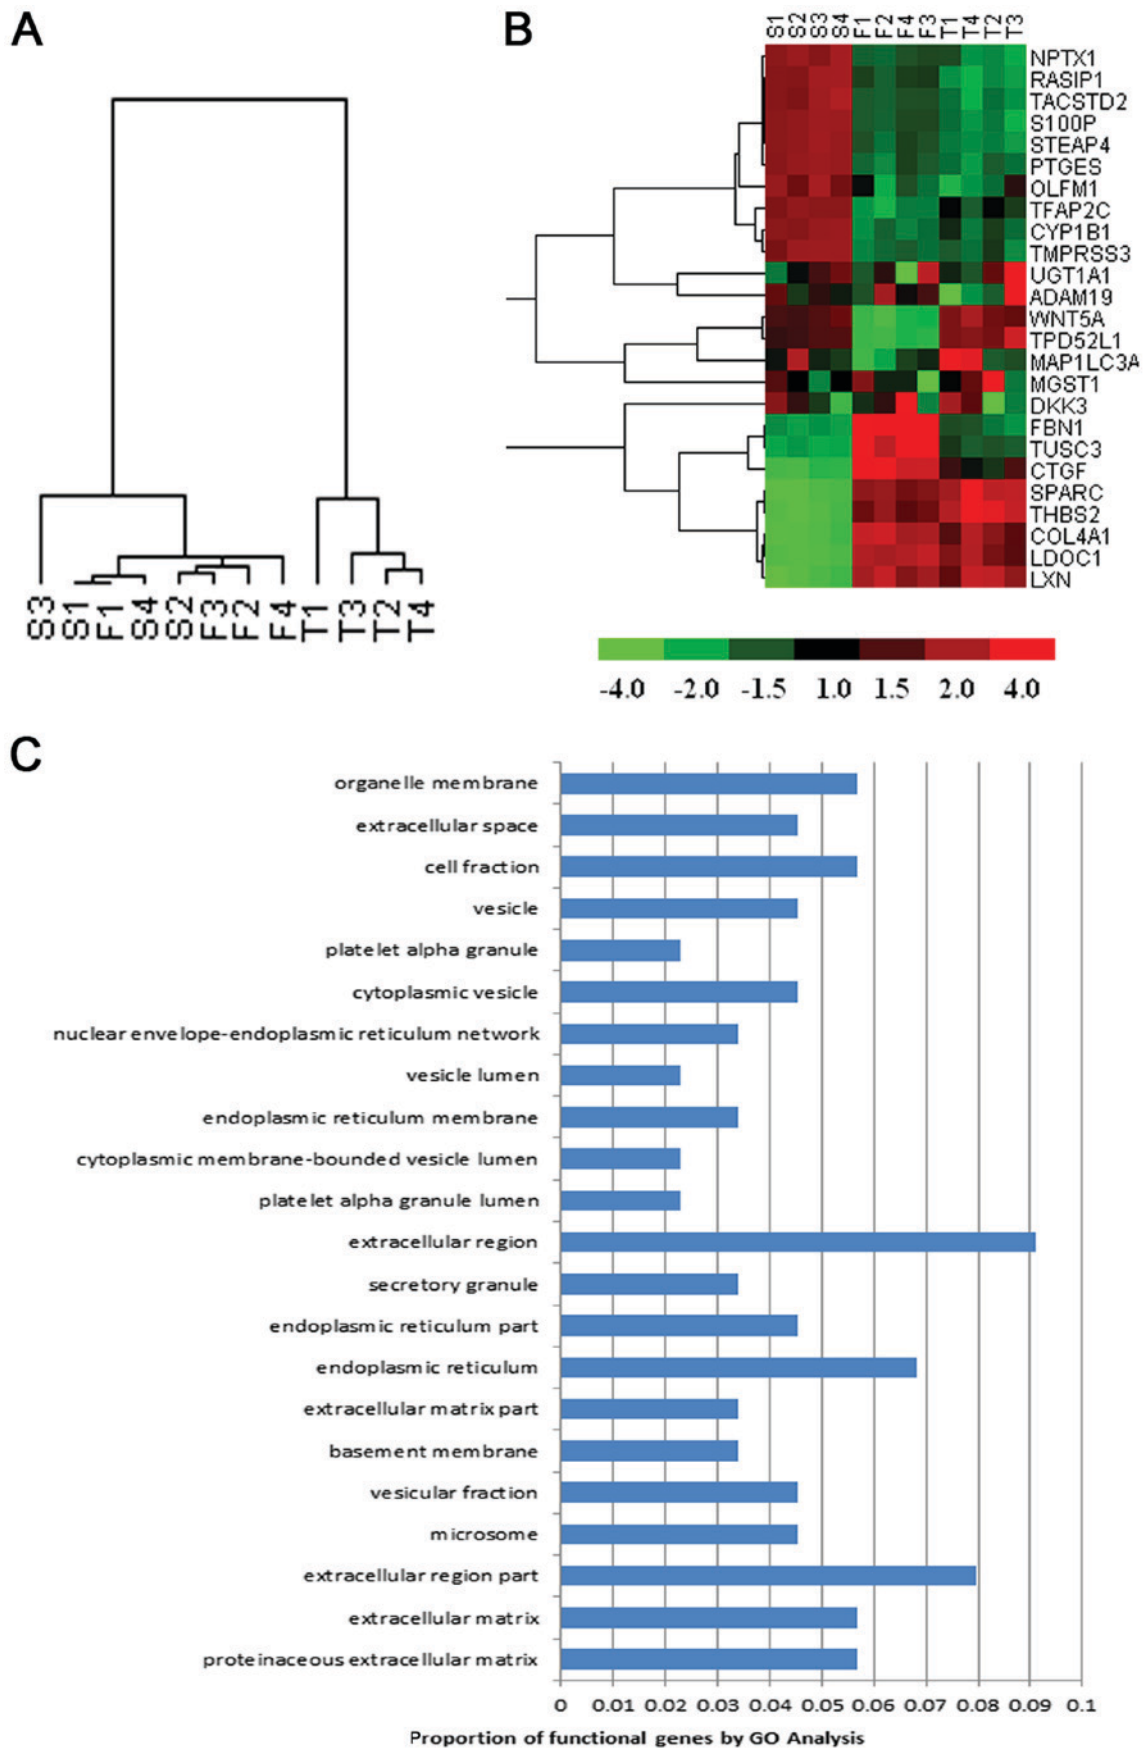 A
S3 S1 F1 S4 S2 F3 F2 F4 T1 T3 T2 T4
B
S1 S2 S3 S4 F1 F2 F4 F3 T1 T4 T2 T3
NPTX1
RASIP1
TACSTD2
S100P
STEAP4
PTGES
OLFM1
TFAP2C
CYP1B1
TMPRSS3
UGT1A1
ADAM19
WNT5A
TPD52L1
MAP1LC3A
MGST1
DKK3
FBN1
TUSC3
CTGF
SPARC
THBS2
COL4A1
LDOC1
LXN
-4.0 -2.0 -1.5 1.0 1.5 2.0 4.0
C
organelle membrane
extracellular space
cell fraction
vesicle
platelet alpha granule
cytoplasmic vesicle
nuclear envelope-endoplasmic reticulum network
vesicle lumen
endoplasmic reticulum membrane
cytoplasmic membrane-bounded vesicle lumen
platelet alpha granule lumen
extracellular region
secretory granule
endoplasmic reticulum part
endoplasmic reticulum
extracellular matrix part
basement membrane
vesicular fraction
microsome
extracellular region part
extracellular matrix
proteinaceous extracellular matrix
0 0.01 0.02 0.03 0.04 0.05 0.06 0.07 0.08 0.09 0.1
Proportion of functional genes by GO Analysis